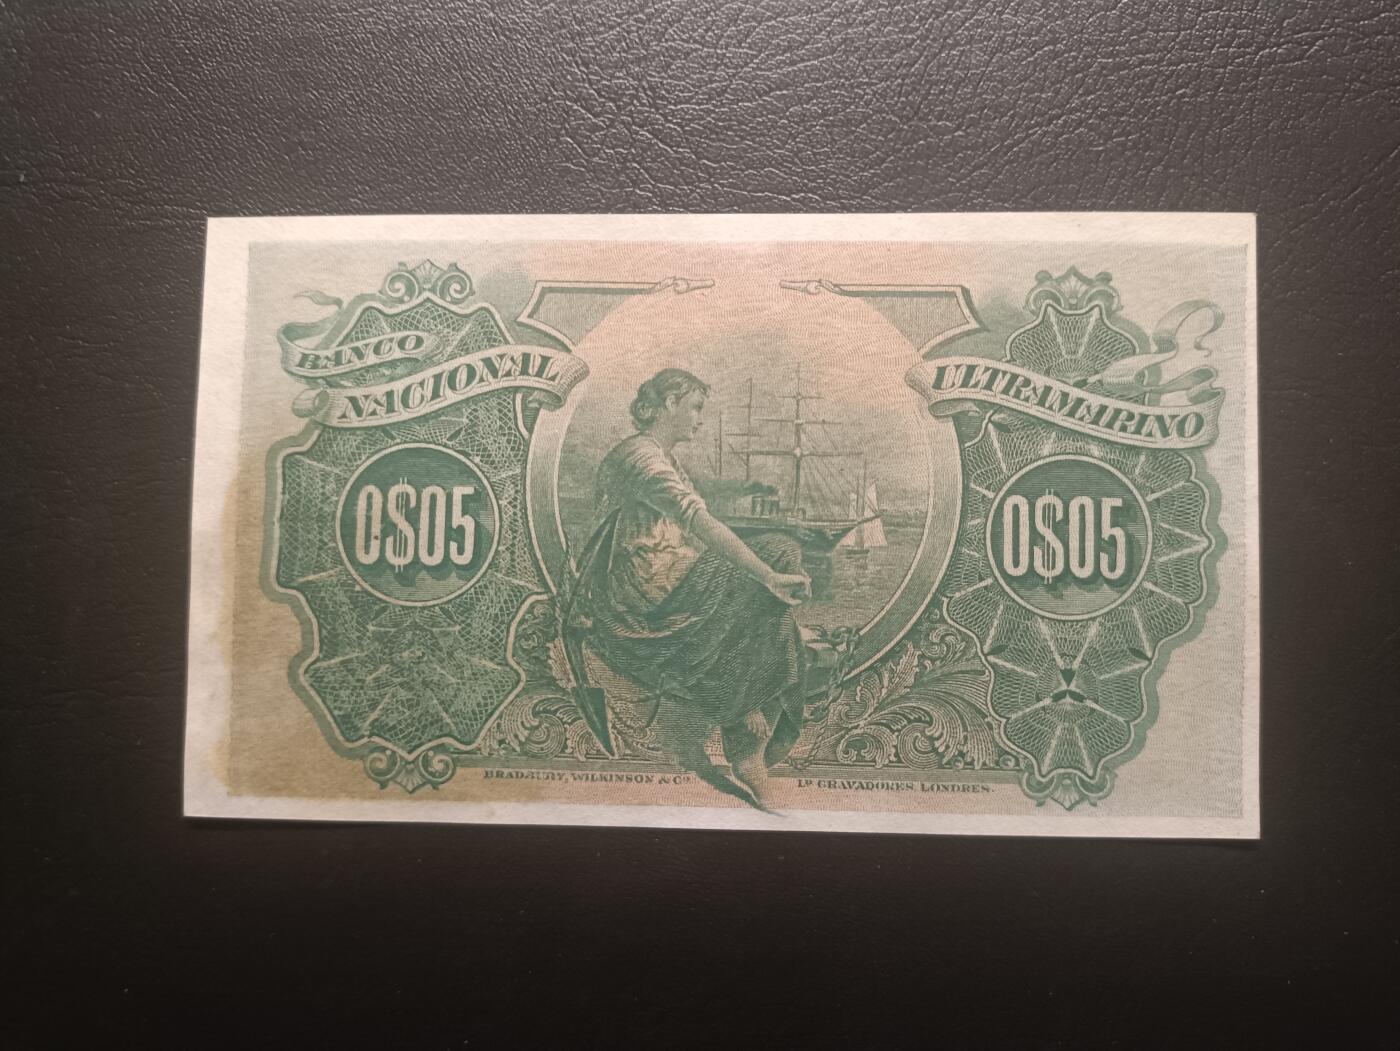 BANCO
NACIONAL
ULTRAMARINO
0$05
0$05
BRADBURY, WILKINSON & Cº
Lᴰ GRAVADORES LONDRES.